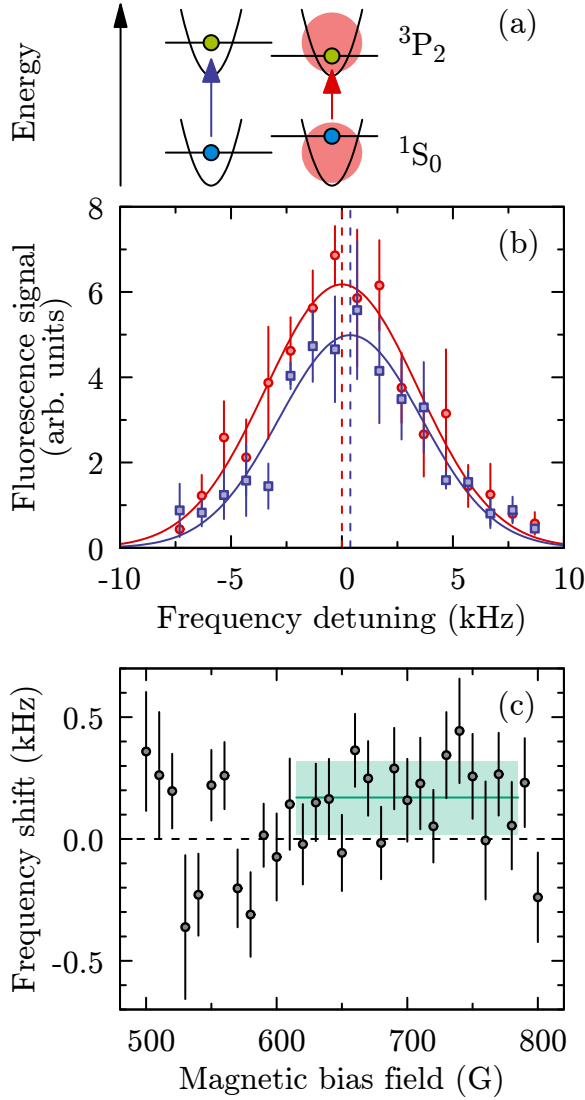 (a)
Energy
³P₂
¹S₀
(b)
Fluorescence signal
(arb. units)
8
6
4
2
0
-10
-5
0
5
10
Frequency detuning (kHz)
(c)
Frequency shift (kHz)
0.5
0.0
-0.5
500
600
700
800
Magnetic bias field (G)